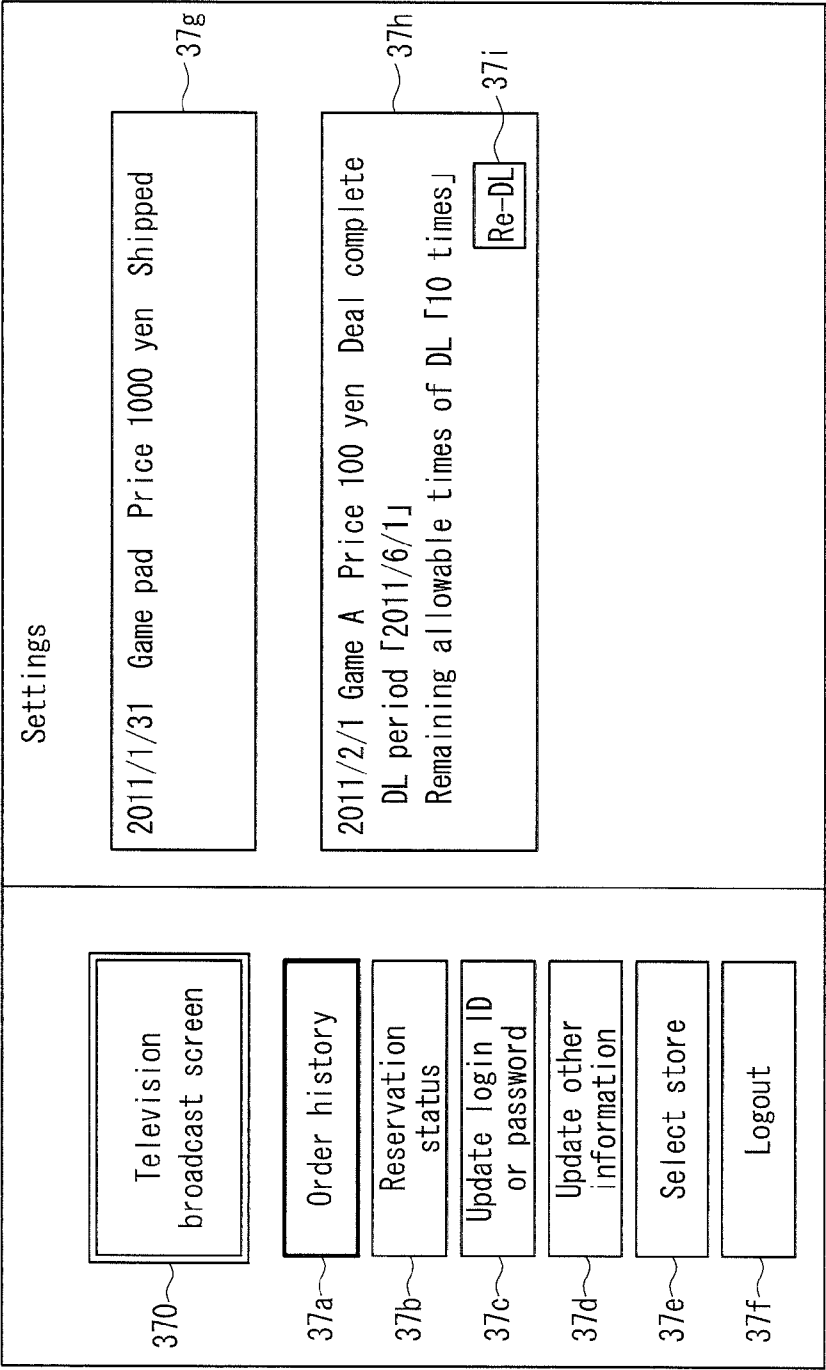 Settings
370
Television
broadcast screen
37a
Order history
37b
Reservation
status
37c
Update login ID
or password
37d
Update other
information
37e
Select store
37f
Logout
2011/1/31 Game pad Price 1000 yen Shipped
37g
2011/2/1 Game A Price 100 yen Deal complete
DL period「2011/6/1」
Remaining allowable times of DL「10 times」
Re-DL
37h
37i